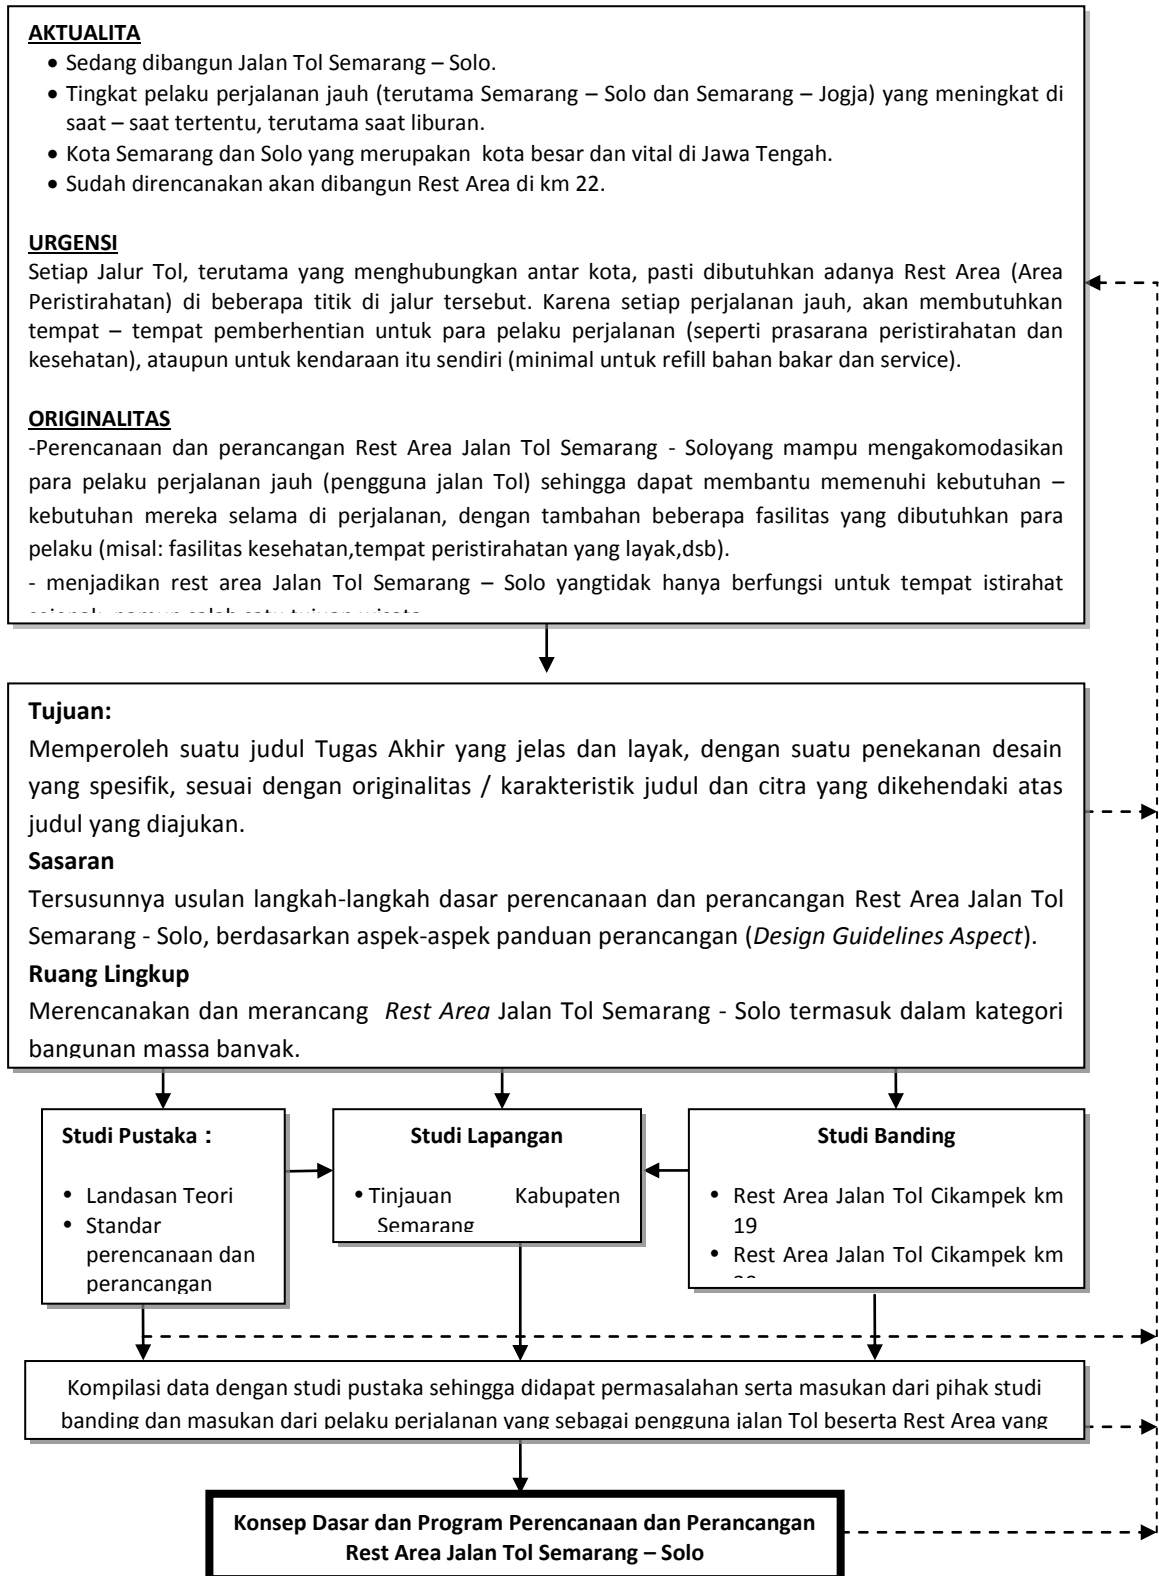 AKTUALITA
• Sedang dibangun Jalan Tol Semarang – Solo.
• Tingkat pelaku perjalanan jauh (terutama Semarang – Solo dan Semarang – Jogja) yang meningkat di
saat – saat tertentu, terutama saat liburan.
• Kota Semarang dan Solo yang merupakan kota besar dan vital di Jawa Tengah.
• Sudah direncanakan akan dibangun Rest Area di km 22.
URGENSI
Setiap Jalur Tol, terutama yang menghubungkan antar kota, pasti dibutuhkan adanya Rest Area (Area
Peristirahatan) di beberapa titik di jalur tersebut. Karena setiap perjalanan jauh, akan membutuhkan
tempat – tempat pemberhentian untuk para pelaku perjalanan (seperti prasarana peristirahatan dan
kesehatan), ataupun untuk kendaraan itu sendiri (minimal untuk refill bahan bakar dan service).
ORIGINALITAS
-Perencanaan dan perancangan Rest Area Jalan Tol Semarang - Soloyang mampu mengakomodasikan
para pelaku perjalanan jauh (pengguna jalan Tol) sehingga dapat membantu memenuhi kebutuhan –
kebutuhan mereka selama di perjalanan, dengan tambahan beberapa fasilitas yang dibutuhkan para
pelaku (misal: fasilitas kesehatan,tempat peristirahatan yang layak,dsb).
- menjadikan rest area Jalan Tol Semarang – Solo yangtidak hanya berfungsi untuk tempat istirahat
Tujuan:
Memperoleh suatu judul Tugas Akhir yang jelas dan layak, dengan suatu penekanan desain
yang spesifik, sesuai dengan originalitas / karakteristik judul dan citra yang dikehendaki atas
judul yang diajukan.
Sasaran
Tersusunnya usulan langkah-langkah dasar perencanaan dan perancangan Rest Area Jalan Tol
Semarang - Solo, berdasarkan aspek-aspek panduan perancangan (Design Guidelines Aspect).
Ruang Lingkup
Merencanakan dan merancang Rest Area Jalan Tol Semarang - Solo termasuk dalam kategori
bangunan massa banyak.
Studi Pustaka :
• Landasan Teori
• Standar
perencanaan dan
perancangan
Studi Lapangan
• Tinjauan Kabupaten
Semarang
Studi Banding
• Rest Area Jalan Tol Cikampek km
19
• Rest Area Jalan Tol Cikampek km
Kompilasi data dengan studi pustaka sehingga didapat permasalahan serta masukan dari pihak studi
banding dan masukan dari pelaku perjalanan yang sebagai pengguna jalan Tol beserta Rest Area yang
Konsep Dasar dan Program Perencanaan dan Perancangan
Rest Area Jalan Tol Semarang – Solo